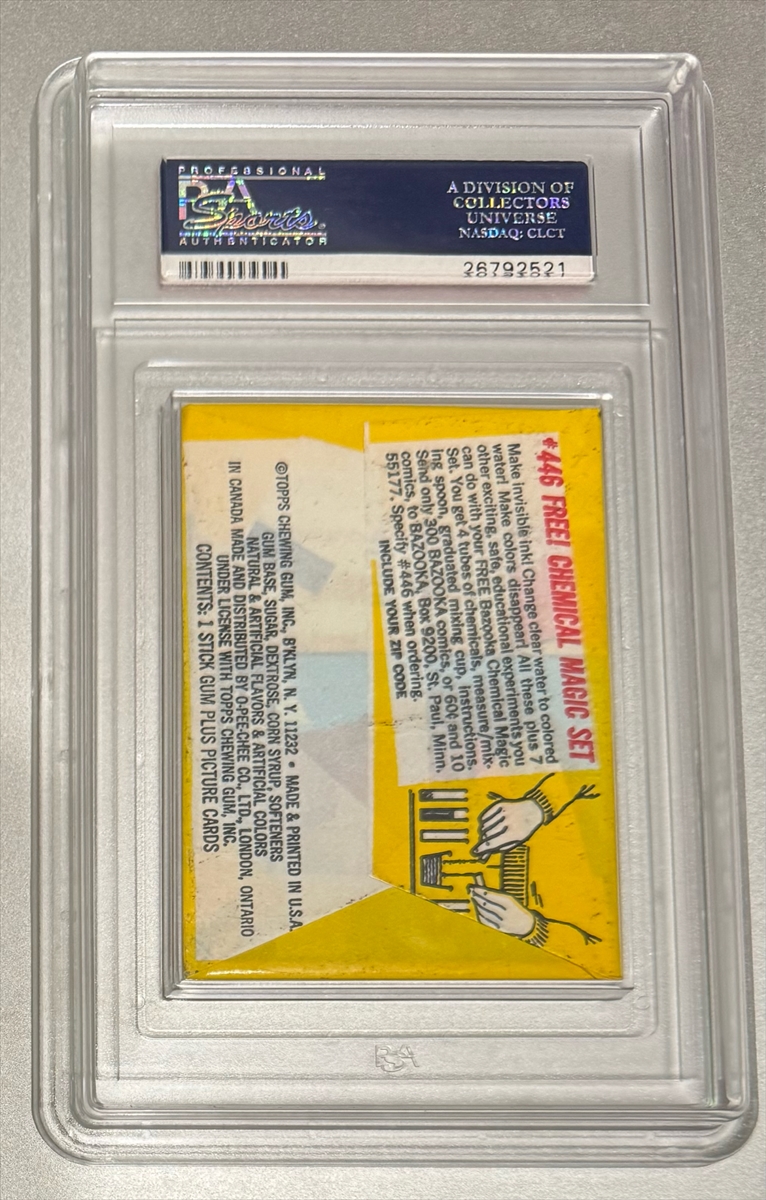 PROFESSIONAL
PSA
Sports
AUTHENTICATOR
A DIVISION OF
COLLECTORS
UNIVERSE
NASDAQ: CLCT
26792521
#446 FREE! CHEMICAL MAGIC SET
Make invisible ink! Change clear water to colored
water! Make colors disappear! All these plus 7
other exciting, safe, educational experiments you
can do with your FREE Bazooka Chemical Magic
Set. You get 4 tubes of chemicals, measure/mix-
ing spoon, graduated mixing cup, instructions.
Send only 300 BAZOOKA comics, or 60¢ and 10
comics, to BAZOOKA, Box 9200, St. Paul, Minn.
55177. Specify #446 when ordering.
INCLUDE YOUR ZIP CODE
©TOPPS CHEWING GUM, INC., B'KLYN, N. Y. 11232 • MADE & PRINTED IN U.S.A.
GUM BASE, SUGAR, DEXTROSE, CORN SYRUP, SOFTENERS
NATURAL & ARTIFICIAL FLAVORS & ARTIFICIAL COLORS
IN CANADA MADE AND DISTRIBUTED BY O-PEE-CHEE CO., LTD., LONDON, ONTARIO
UNDER LICENSE WITH TOPPS CHEWING GUM, INC.
CONTENTS: 1 STICK GUM PLUS PICTURE CARDS
PSA